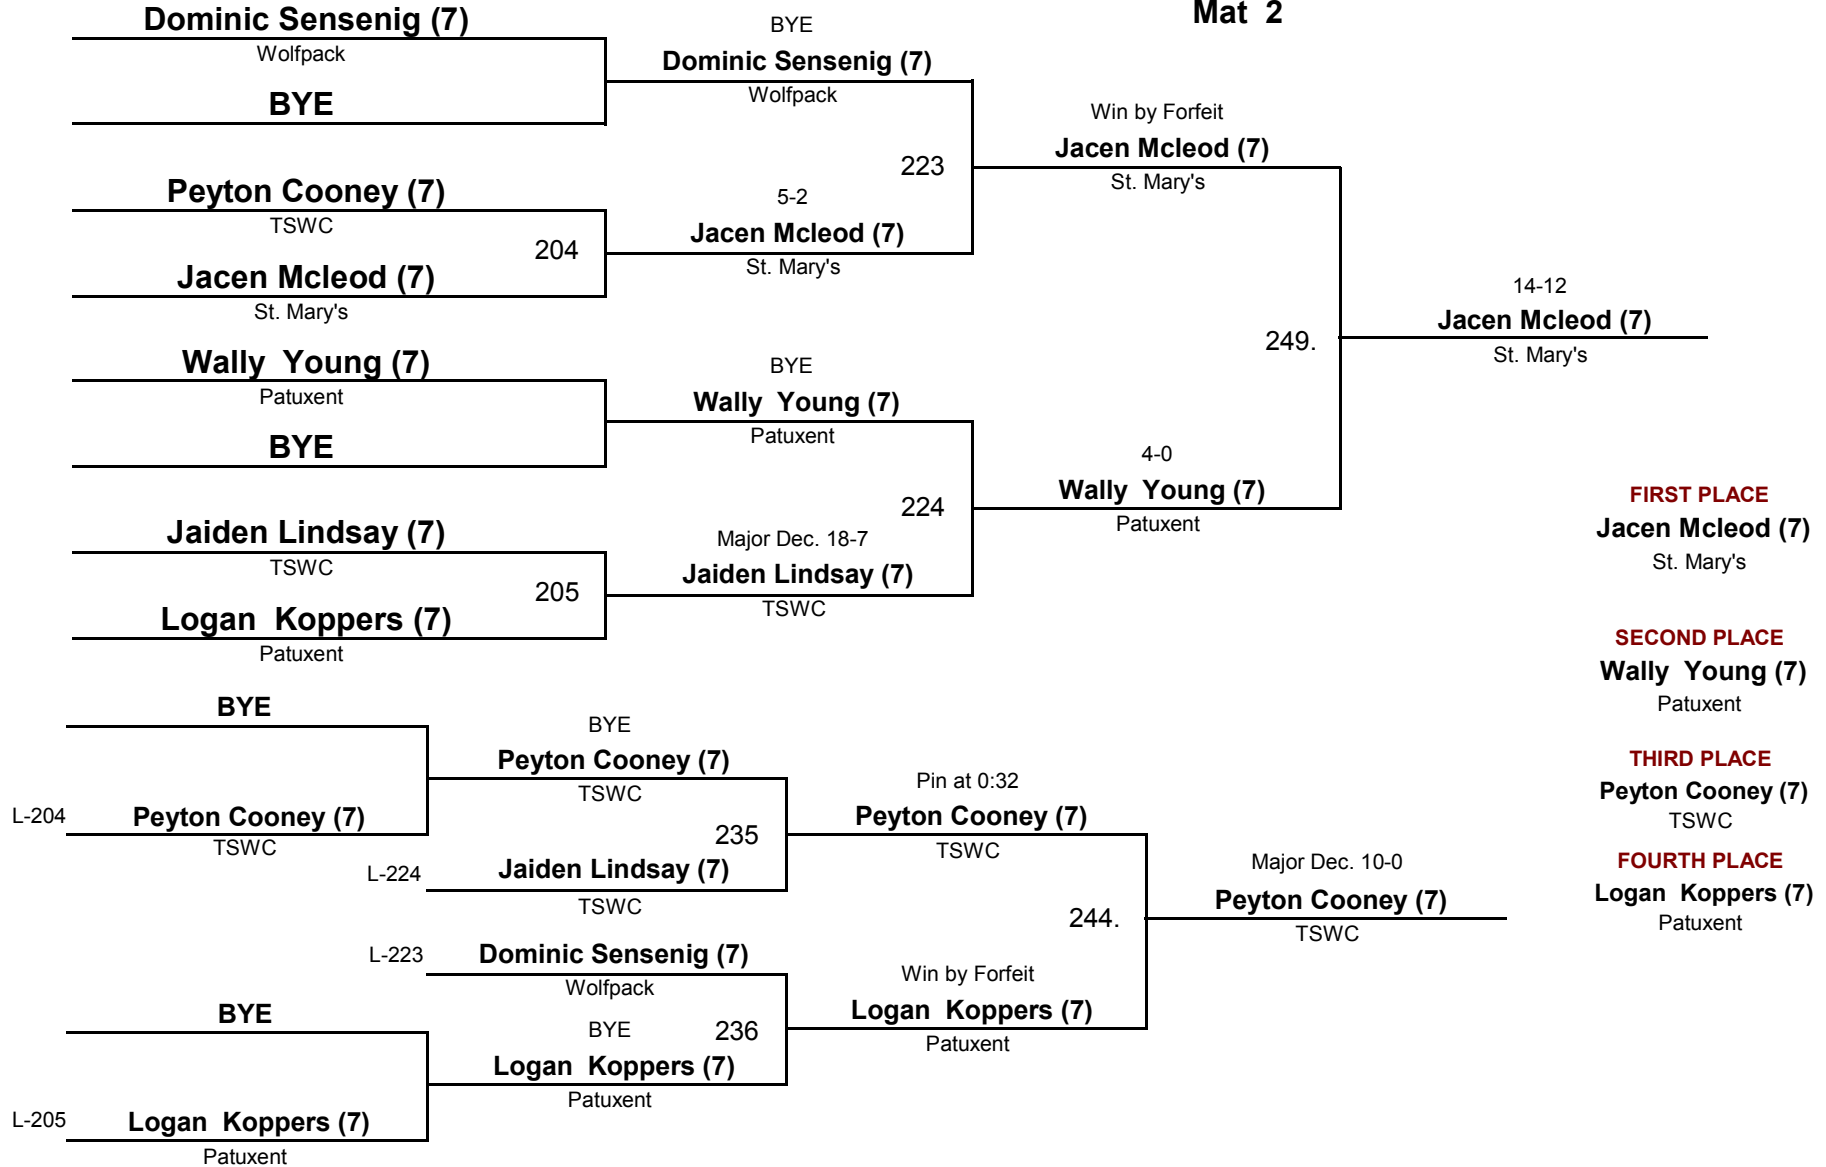 Mat 2
Dominic Sensenig (7)
Wolfpack
BYE
Peyton Cooney (7)
TSWC
204
Jacen Mcleod (7)
St. Mary's
Wally Young (7)
Patuxent
BYE
Jaiden Lindsay (7)
TSWC
205
Logan Koppers (7)
Patuxent
BYE
Dominic Sensenig (7)
Wolfpack
223
5-2
Jacen Mcleod (7)
St. Mary's
BYE
Wally Young (7)
Patuxent
224
Major Dec. 18-7
Jaiden Lindsay (7)
TSWC
Win by Forfeit
Jacen Mcleod (7)
St. Mary's
249.
4-0
Wally Young (7)
Patuxent
14-12
Jacen Mcleod (7)
St. Mary's
FIRST PLACE
Jacen Mcleod (7)
St. Mary's
SECOND PLACE
Wally Young (7)
Patuxent
THIRD PLACE
Peyton Cooney (7)
TSWC
FOURTH PLACE
Logan Koppers (7)
Patuxent
BYE
L-204
Peyton Cooney (7)
TSWC
BYE
L-205
Logan Koppers (7)
Patuxent
BYE
Peyton Cooney (7)
TSWC
235
L-224
Jaiden Lindsay (7)
TSWC
L-223
Dominic Sensenig (7)
Wolfpack
BYE
236
Logan Koppers (7)
Patuxent
Pin at 0:32
Peyton Cooney (7)
TSWC
244.
Win by Forfeit
Logan Koppers (7)
Patuxent
Major Dec. 10-0
Peyton Cooney (7)
TSWC